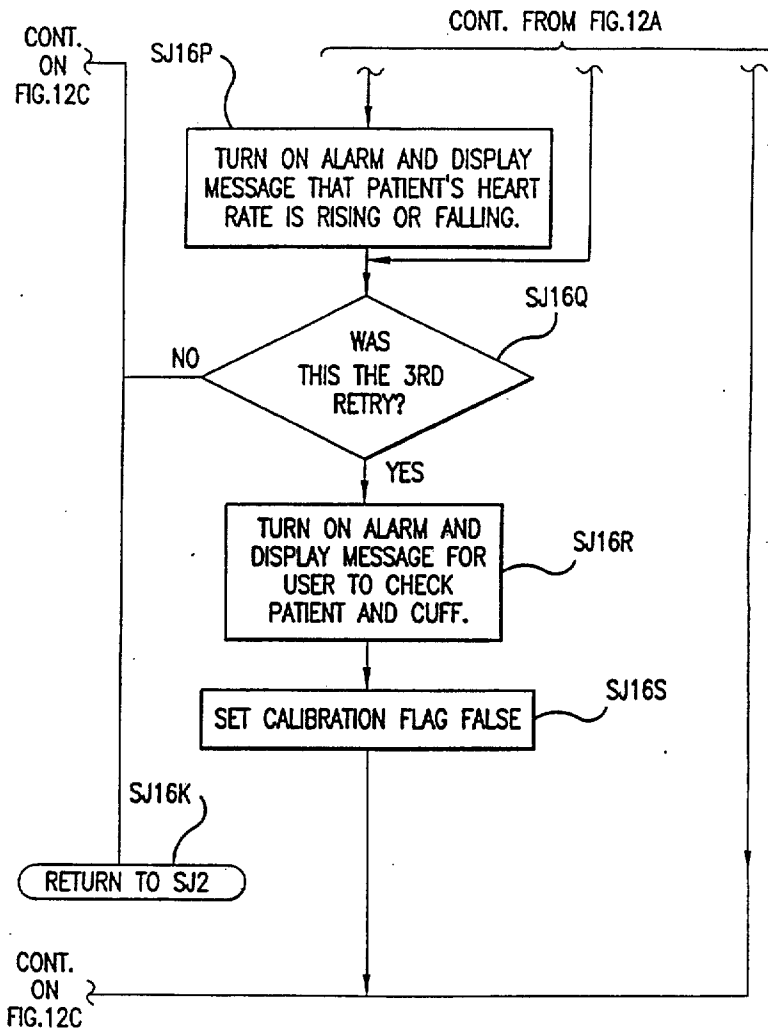 CONT. FROM FIG.12A
CONT.
ON
FIG.12C
SJ16P
TURN ON ALARM AND DISPLAY
MESSAGE THAT PATIENT'S HEART
RATE IS RISING OR FALLING.
SJ16Q
WAS
THIS THE 3RD
RETRY?
NO
YES
TURN ON ALARM AND
DISPLAY MESSAGE FOR
USER TO CHECK
PATIENT AND CUFF.
SJ16R
SET CALIBRATION FLAG FALSE
SJ16S
SJ16K
RETURN TO SJ2
CONT.
ON
FIG.12C